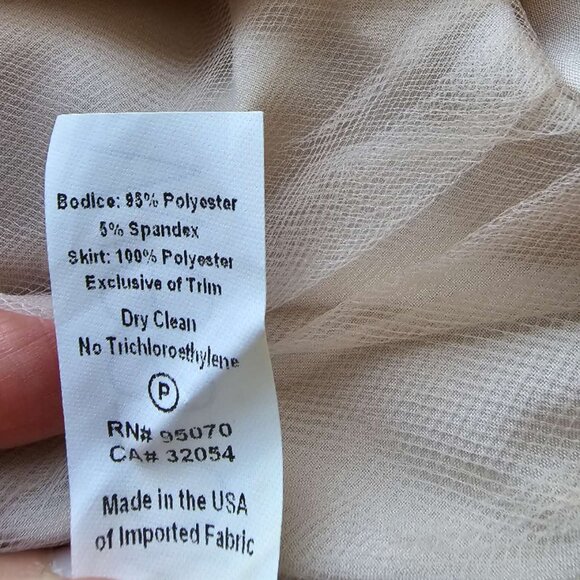 Bodice: 95% Polyester
5% Spandex
Skirt: 100% Polyester
Exclusive of Trim
Dry Clean
No Trichloroethylene
P
RN# 95070
CA# 32054
Made in the USA
of Imported Fabric